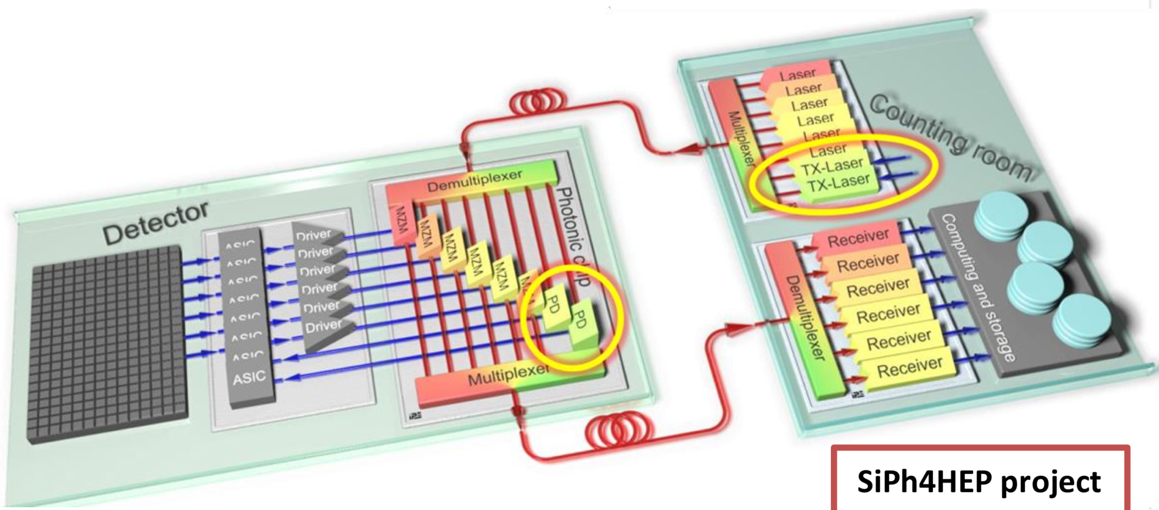 Detector
ASIC
ASIC
ASIC
ASIC
ASIC
ASIC
ASIC
Driver
Driver
Driver
Driver
Driver
Driver
Demultiplexer
MZM
MZM
MZM
MZM
MZM
PD
PD
Multiplexer
Photonic chip
Multiplexer
Laser
Laser
Laser
Laser
Laser
Laser
TX-Laser
TX-Laser
Counting room
Demultiplexer
Receiver
Receiver
Receiver
Receiver
Receiver
Receiver
Computing and storage
SiPh4HEP project